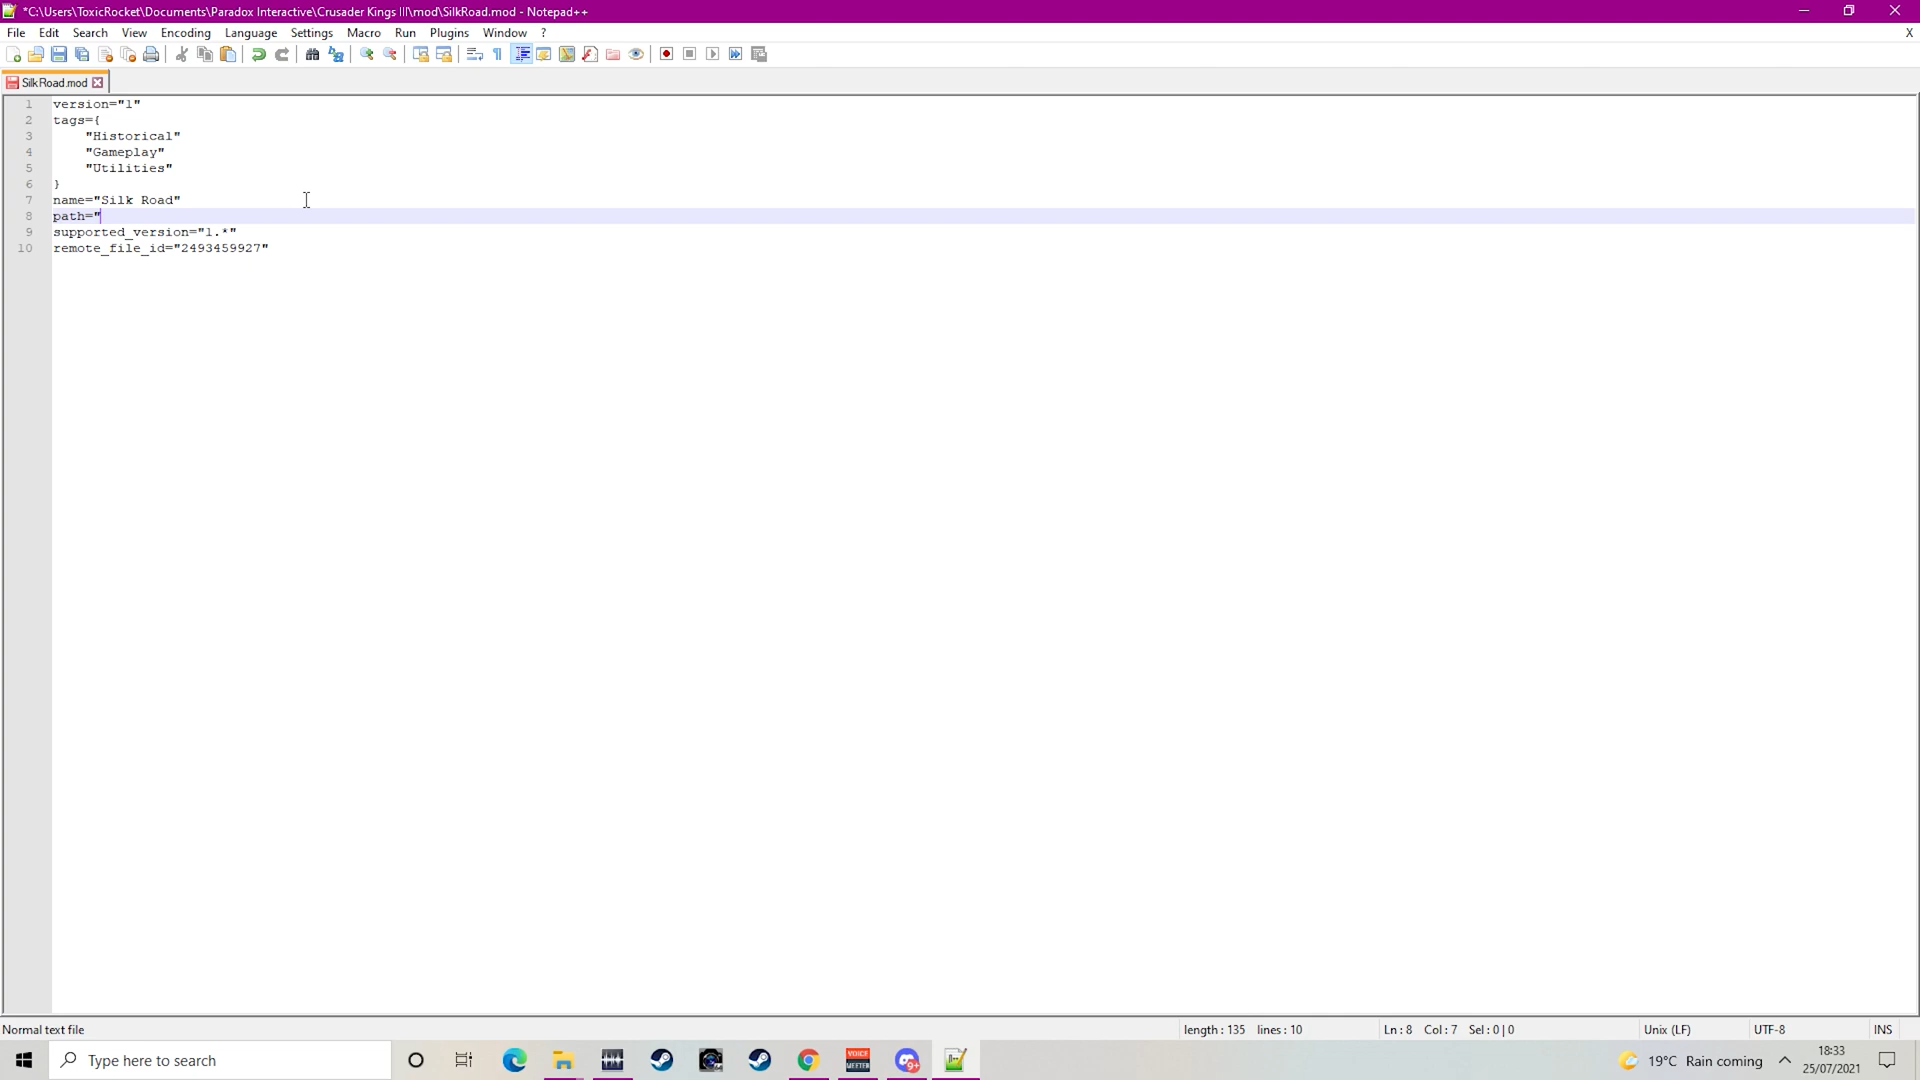 *C:\Users\ToxicRocket\Documents\Paradox Interactive\Crusader Kings III\mod\SilkRoad.mod - Notepad++
File Edit Search View Encoding Language Settings Macro Run Plugins Window ? X
SilkRoad.mod
1 version="1"
2 tags={
3 "Historical"
4 "Gameplay"
5 "Utilities"
6 }
7 name="Silk Road"
8 path="
9 supported_version="1.*"
10 remote_file_id="2493459927"
Normal text file length : 135 lines : 10 Ln : 8 Col : 7 Sel : 0 | 0 Unix (LF) UTF-8 INS
Type here to search VOICE MEETER 9+ 19°C Rain coming 18:33
25/07/2021